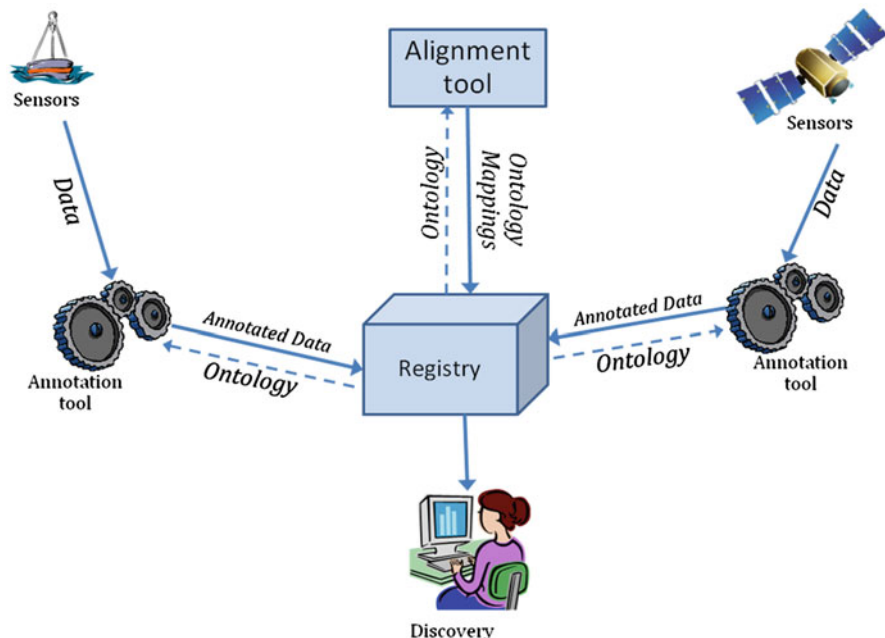 Alignment
tool
Sensors
Sensors
Data
Ontology
Ontology
Mappings
Data
Annotated Data
Ontology
Annotation
tool
Registry
Annotated Data
Ontology
Annotation
tool
Discovery